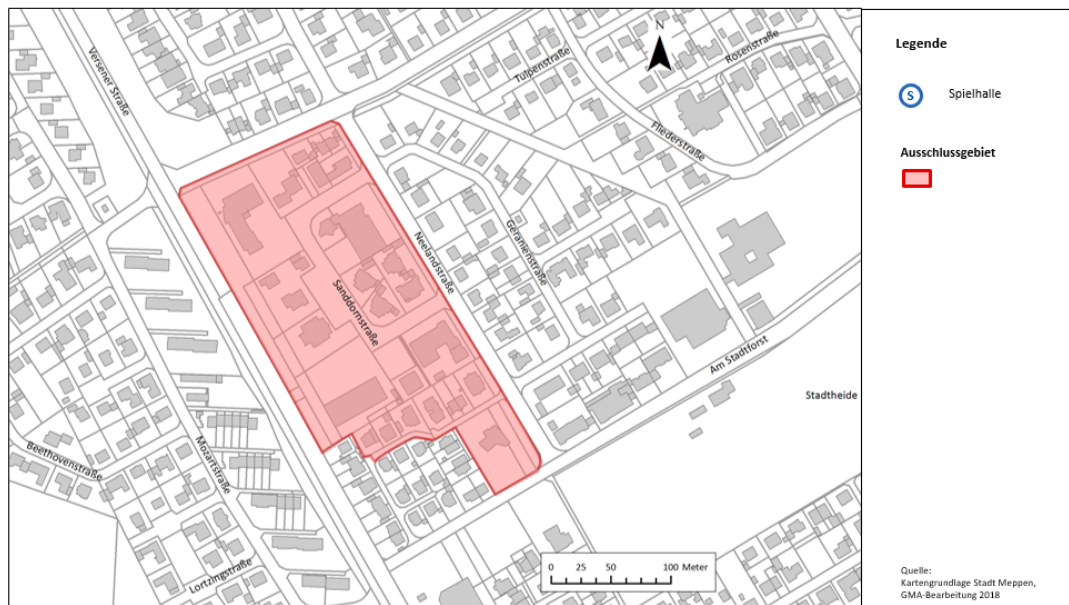 Versener Straße
Tulpenstraße
N
Rosenstraße
Fliederstraße
Neelandstraße
Geranienstraße
Sanddornstraße
Am Stadtforst
Stadtheide
Beethovenstraße
Mozartstraße
Lortzingstraße
0 25 50 100 Meter
Legende
S Spielhalle
Ausschlussgebiet
Quelle:
Kartengrundlage Stadt Meppen,
GMA-Bearbeitung 2018